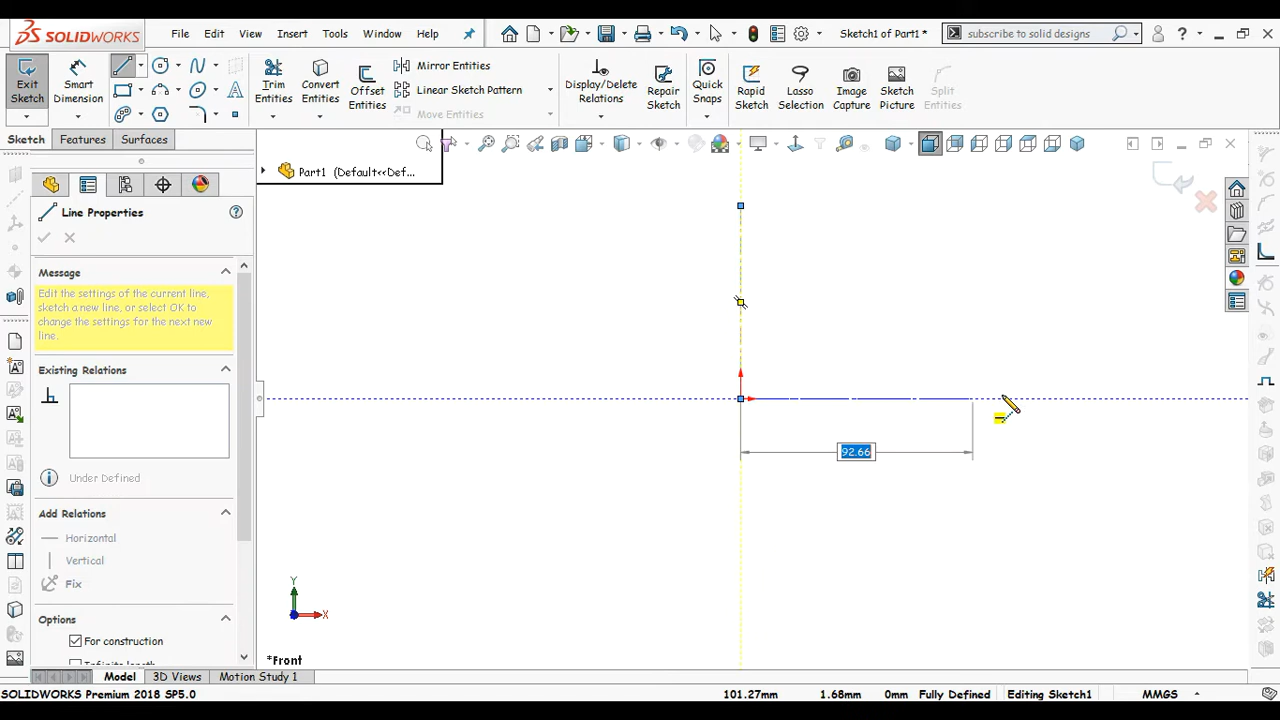 SOLIDWORKS
File Edit View Insert Tools Window Help
Sketch1 of Part1 *
subscribe to solid designs
?
Exit Sketch
Smart Dimension
Trim Entities
Convert Entities
Offset Entities
Mirror Entities
Linear Sketch Pattern
Move Entities
Display/Delete Relations
Repair Sketch
Quick Snaps
Rapid Sketch
Lasso Selection
Image Capture
Sketch Picture
Split Entities
Sketch Features Surfaces
Part1 (Default<<Def...
Line Properties
Message
Edit the settings of the current line,
sketch a new line, or select OK to
change the settings for the next new
line.
Existing Relations
Under Defined
Add Relations
Horizontal
Vertical
Fix
Options
For construction
Infinite length
92.66
Y
X
*Front
Model 3D Views Motion Study 1
SOLIDWORKS Premium 2018 SP5.0
101.27mm 1.68mm 0mm Fully Defined Editing Sketch1 MMGS